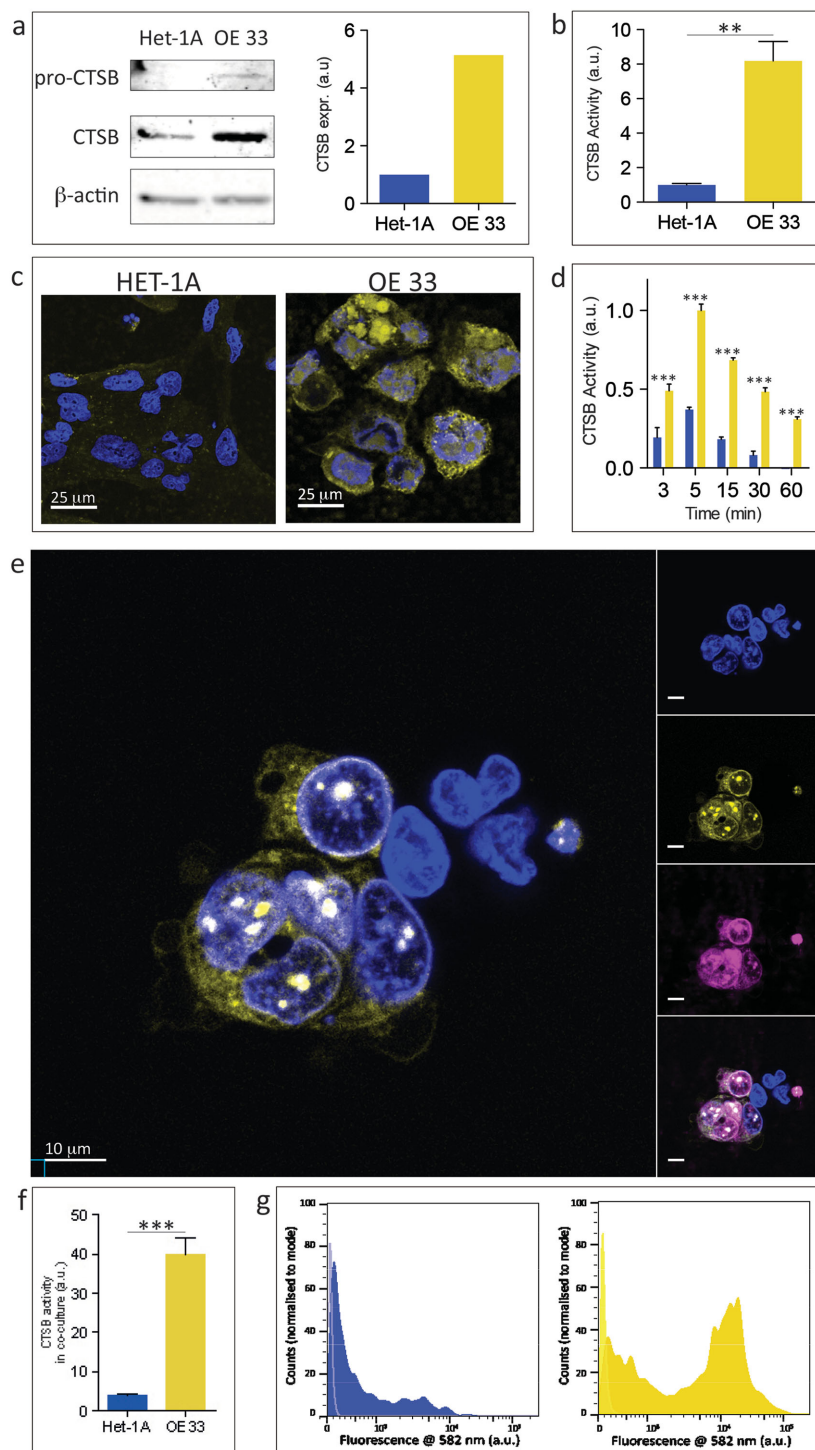 a
Het-1A OE 33
pro-CTSB
CTSB
β-actin
CTSB expr. (a.u)
6
4
2
0
Het-1A OE 33
b
**
CTSB Activity (a.u.)
10
8
6
4
2
0
Het-1A OE 33
c
HET-1A
OE 33
25 μm
25 μm
d
CTSB Activity (a.u.)
1.0
0.5
0.0
***
***
***
***
***
3 5 15 30 60
Time (min)
e
10 μm
f
***
CTSB activity
in co-culture (a.u.)
50
40
30
20
10
0
Het-1A OE 33
g
Counts (normalised to mode)
100
80
60
40
20
0
Fluorescence @ 582 nm (a.u.)
Counts (normalised to mode)
100
80
60
40
20
0
Fluorescence @ 582 nm (a.u.)